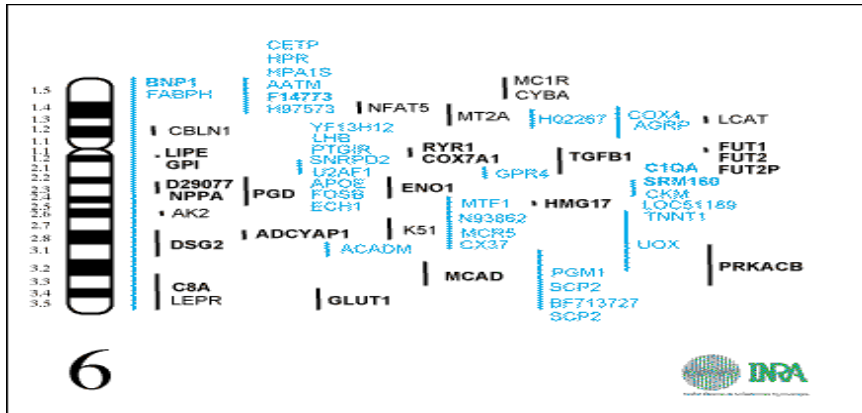 CETP
HPR
MPA1S
AATM
F14773
H97573
BNP1
FABPH
MC1R
CYBA
NFAT5
MT2A
H02267
COX4
AGRP
LCAT
CBLN1
YF13H12
LHB
PTGIR
SNRPD2
U2AF1
APOE
FOSB
ECH1
RYR1
COX7A1
TGFB1
FUT1
FUT2
FUT2P
LIPE
GPI
GPR4
C1QA
SRM160
CKM
LOC51189
TNNT1
D29077
NPPA
PGD
ENO1
MTF1
N93862
MCR5
CX37
HMG17
AK2
K51
ADCYAP1
DSG2
ACADM
UOX
MCAD
PGM1
SCP2
BF713727
SCP2
PRKACB
C8A
LEPR
GLUT1
1.5
1.4
1.3
1.2
1.1
1.1
1.2
2.1
2.2
2.3
2.4
2.5
2.6
2.7
2.8
3.1
3.2
3.3
3.4
3.5
6
INRA